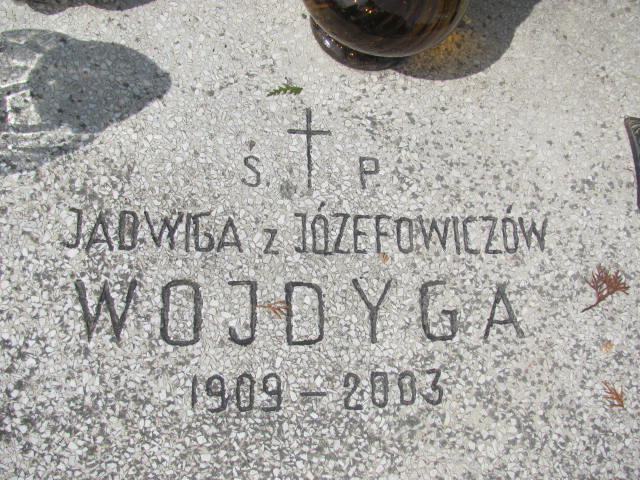 Ś. P
JADWIGA z JÓZEFOWICZÓW
WOJDYGA
1909 – 2003